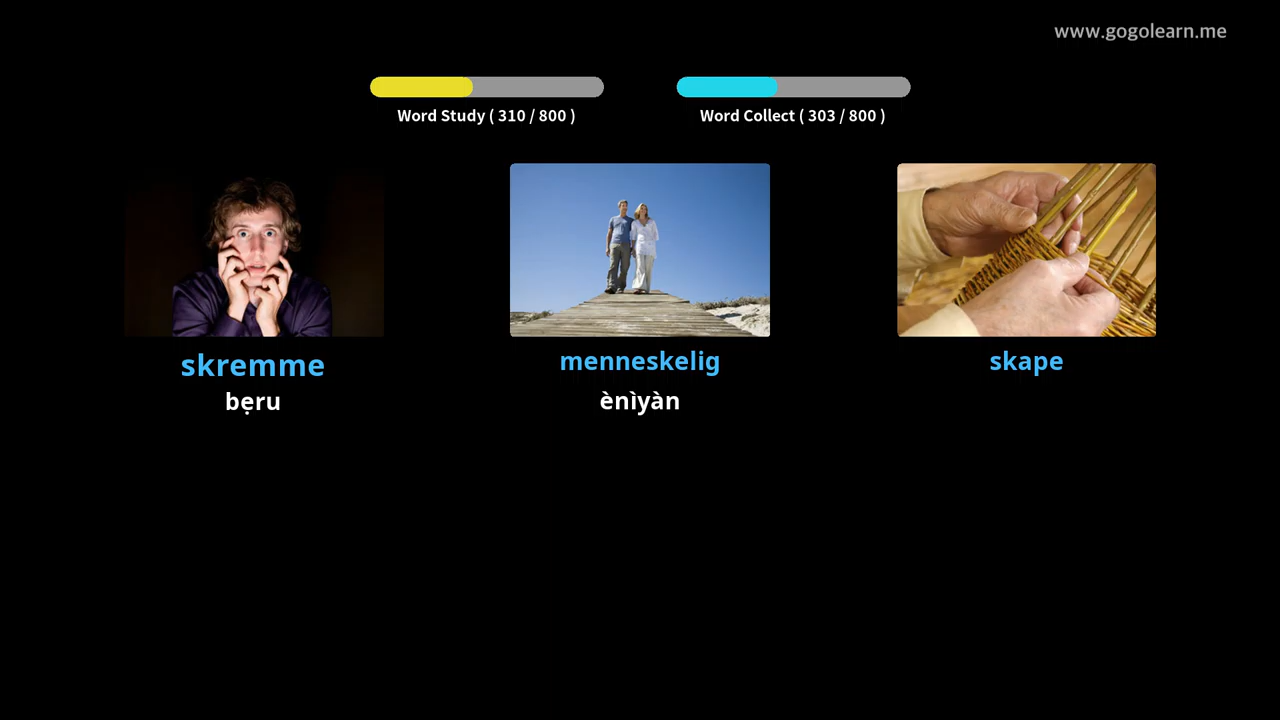 www.gogolearn.me
Word Study ( 310 / 800 )
Word Collect ( 303 / 800 )
skremme
menneskelig
skape
bẹru
ènìyàn